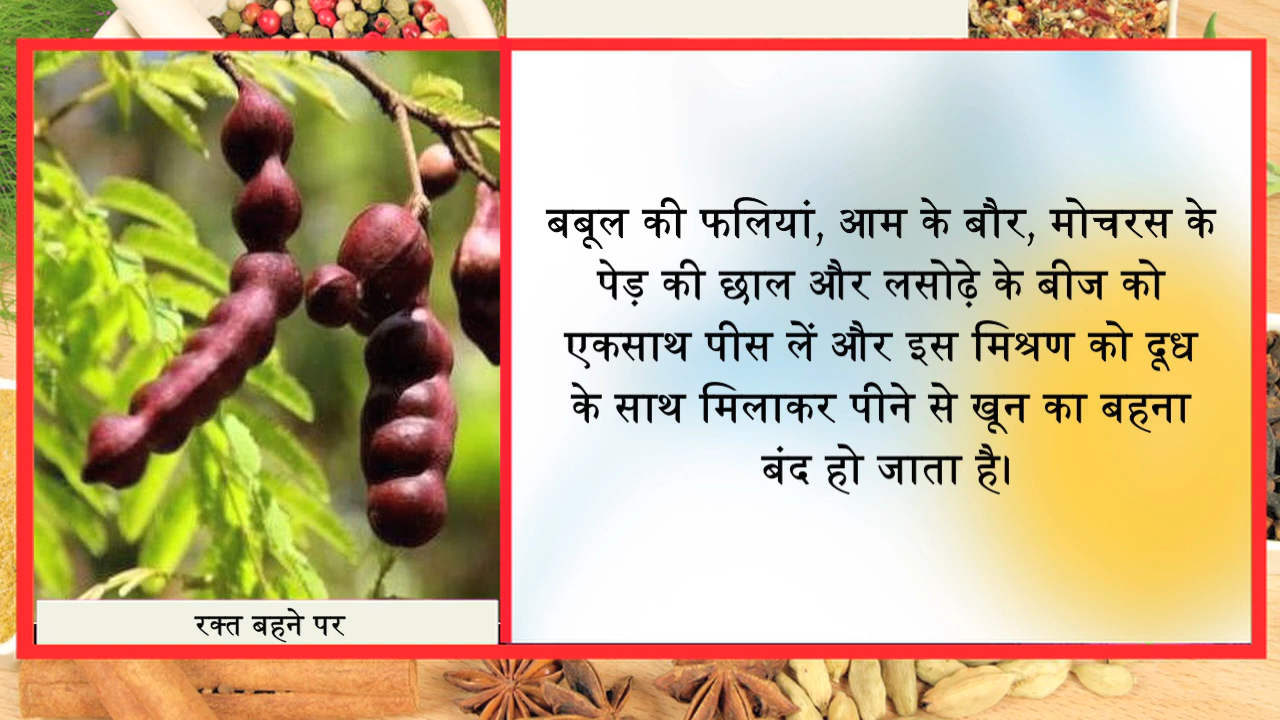 बबूल की फलियां, आम के बौर, मोचरस के
पेड़ की छाल और लसोढ़े के बीज को
एकसाथ पीस लें और इस मिश्रण को दूध
के साथ मिलाकर पीने से खून का बहना
बंद हो जाता है।
रक्त बहने पर